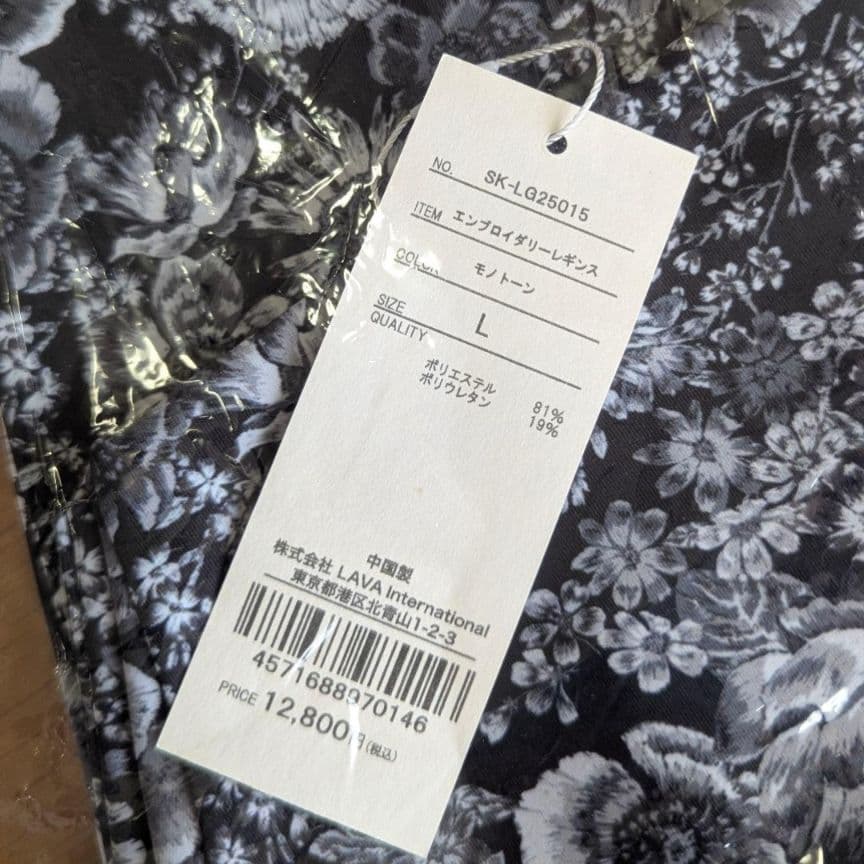 NO. SK-LG25015
ITEM エンブロイダリーレギンス
COLOR モノトーン
SIZE L
QUALITY
ポリエステル 81%
ポリウレタン 19%
中国製
株式会社 LAVA International
東京都港区北青山1-2-3
4571688970146
PRICE 12,800円(税込)